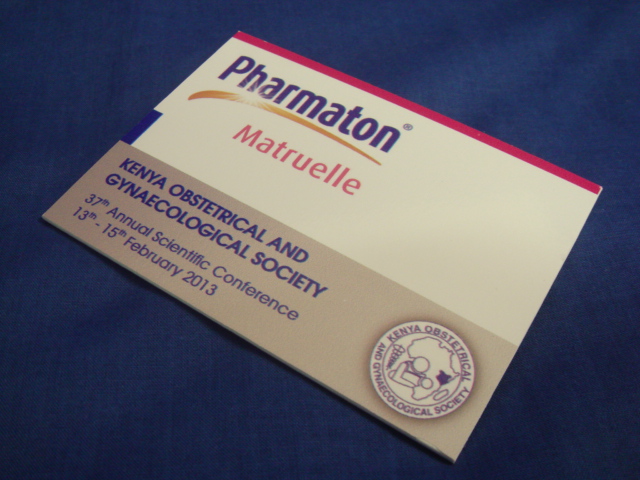 Pharmaton®
Matruelle
KENYA OBSTETRICAL AND
GYNAECOLOGICAL SOCIETY
37th Annual Scientific Conference
13th - 15th February 2013
KENYA OBSTETRICAL
AND GYNAECOLOGICAL SOCIETY